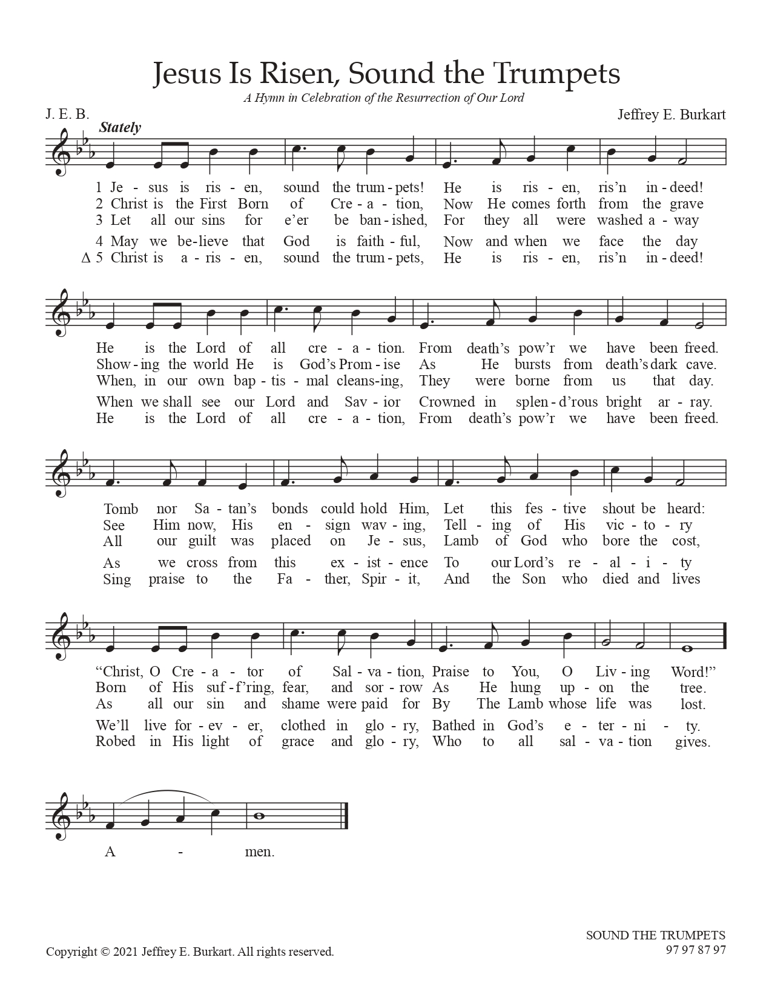 Jesus Is Risen, Sound the Trumpets
A Hymn in Celebration of the Resurrection of Our Lord
J. E. B.
Jeffrey E. Burkart
Stately
1 Je - sus is ris - en, sound the trum - pets! He is ris - en, ris’n in - deed!
2 Christ is the First Born of Cre - a - tion, Now He comes forth from the grave
3 Let all our sins for e’er be ban - ished, For they all were washed a - way
4 May we be - lieve that God is faith - ful, Now and when we face the day
Δ 5 Christ is a - ris - en, sound the trum - pets, He is ris - en, ris’n in - deed!
He is the Lord of all cre - a - tion. From death’s pow’r we have been freed.
Show - ing the world He is God’s Prom - ise As He bursts from death’s dark cave.
When, in our own bap - tis - mal cleans - ing, They were borne from us that day.
When we shall see our Lord and Sav - ior Crowned in splen - d’rous bright ar - ray.
He is the Lord of all cre - a - tion, From death’s pow’r we have been freed.
Tomb nor Sa - tan’s bonds could hold Him, Let this fes - tive shout be heard:
See Him now, His en - sign wav - ing, Tell - ing of His vic - to - ry
All our guilt was placed on Je - sus, Lamb of God who bore the cost,
As we cross from this ex - ist - ence To our Lord’s re - al - i - ty
Sing praise to the Fa - ther, Spir - it, And the Son who died and lives
“Christ, O Cre - a - tor of Sal - va - tion, Praise to You, O Liv - ing Word!”
Born of His suf - f’ring, fear, and sor - row As He hung up - on the tree.
As all our sin and shame were paid for By The Lamb whose life was lost.
We’ll live for - ev - er, clothed in glo - ry, Bathed in God’s e - ter - ni - ty.
Robed in His light of grace and glo - ry, Who to all sal - va - tion gives.
A - men.
SOUND THE TRUMPETS
Copyright © 2021 Jeffrey E. Burkart. All rights reserved.
97 97 87 97